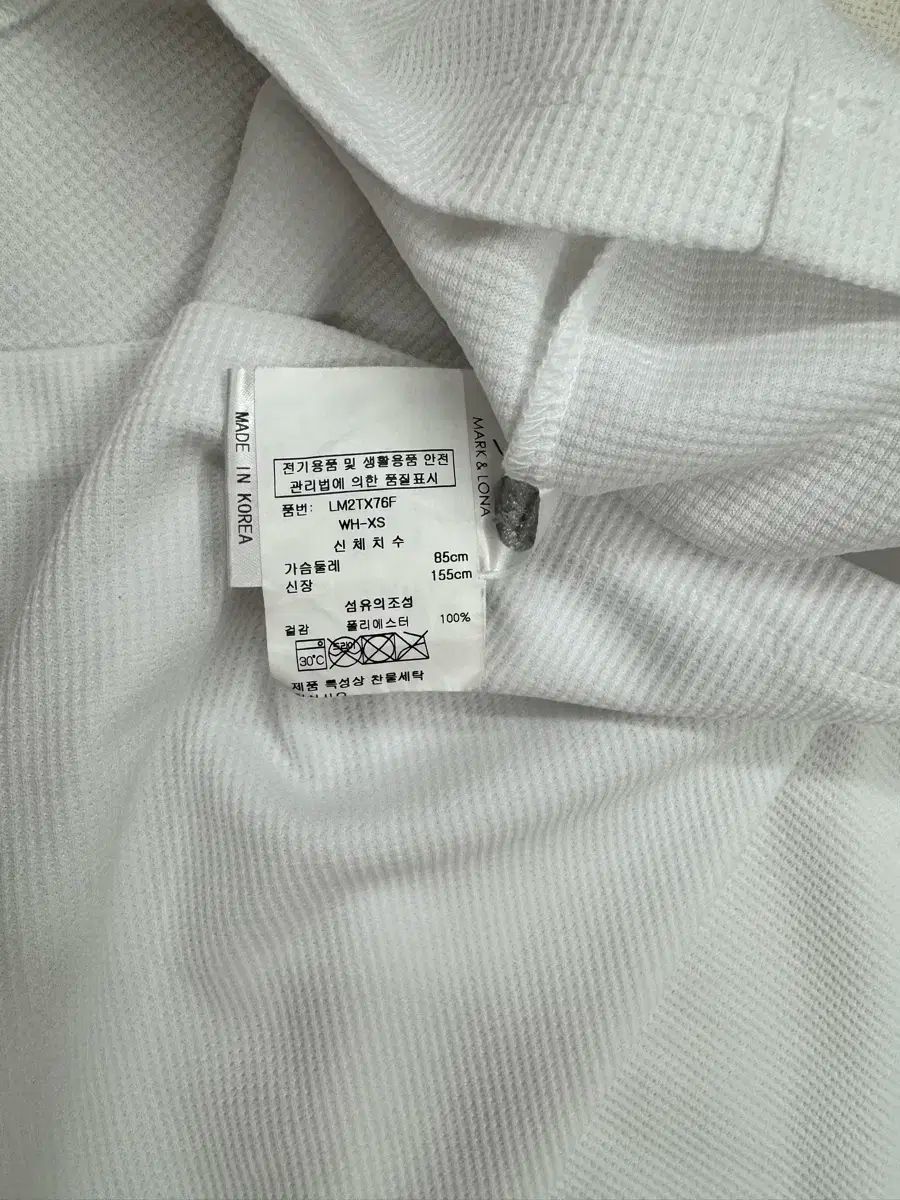 MADE IN KOREA
MARK & LONA
전기용품 및 생활용품 안전
관리법에 의한 품질표시
품번: LM2TX76F
WH-XS
신체치수
가슴둘레 85cm
신장 155cm
섬유의조성
겉감 폴리에스터 100%
30℃ 드라이
제품 특성상 찬물세탁